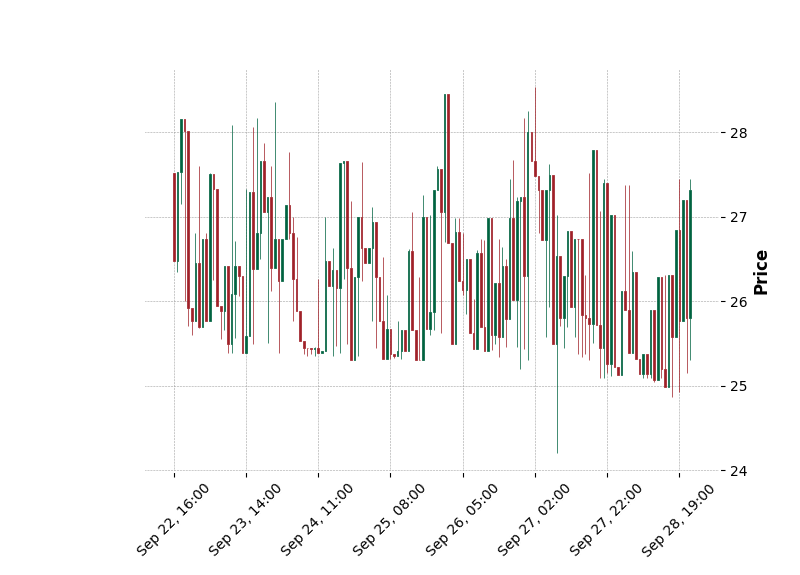 28
27
26
25
24
Price
Sep 22, 16:00
Sep 23, 14:00
Sep 24, 11:00
Sep 25, 08:00
Sep 26, 05:00
Sep 27, 02:00
Sep 27, 22:00
Sep 28, 19:00